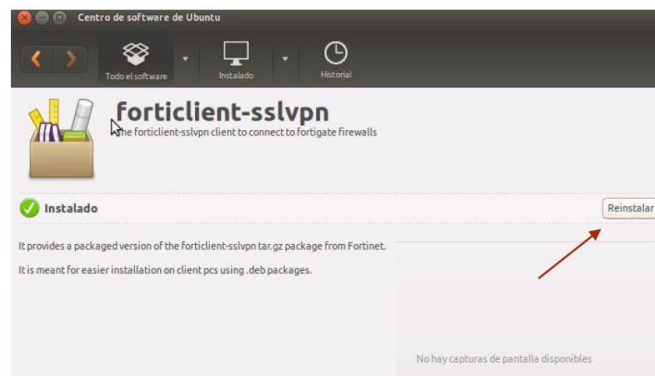 Centro de software de Ubuntu
Todo el software
Instalado
Historial
forticlient-sslvpn
he forticlient-sslvpn client to connect to fortigate firewalls
Instalado
Reinstalar
It provides a packaged version of the forticlient-sslvpn tar.gz package from Fortinet.
It is meant for easier installation on client pcs using .deb packages.
No hay capturas de pantalla disponibles